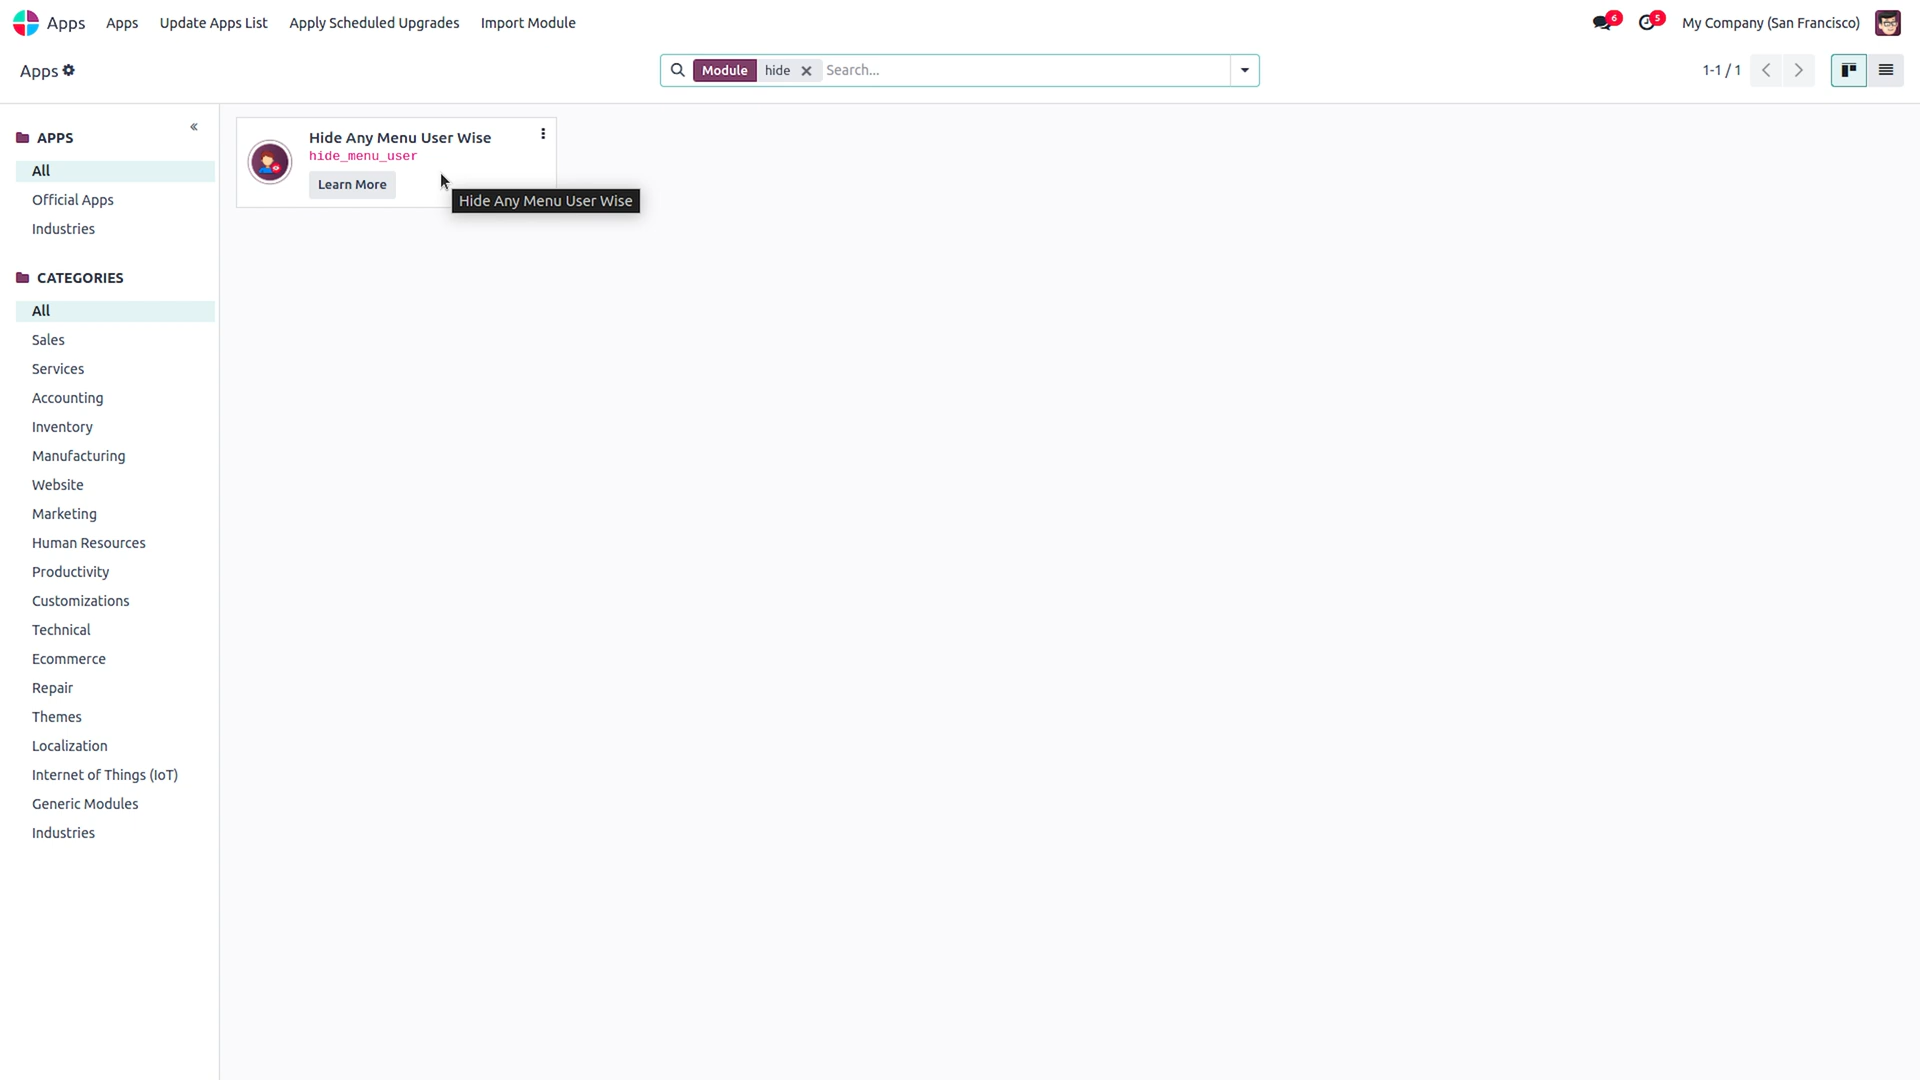 Apps
Apps
Update Apps List
Apply Scheduled Upgrades
Import Module
6
5
My Company (San Francisco)
Apps
Module
hide
Search...
1-1 / 1
APPS
All
Official Apps
Industries
CATEGORIES
All
Sales
Services
Accounting
Inventory
Manufacturing
Website
Marketing
Human Resources
Productivity
Customizations
Technical
Ecommerce
Repair
Themes
Localization
Internet of Things (IoT)
Generic Modules
Industries
Hide Any Menu User Wise
hide_menu_user
Learn More
Hide Any Menu User Wise